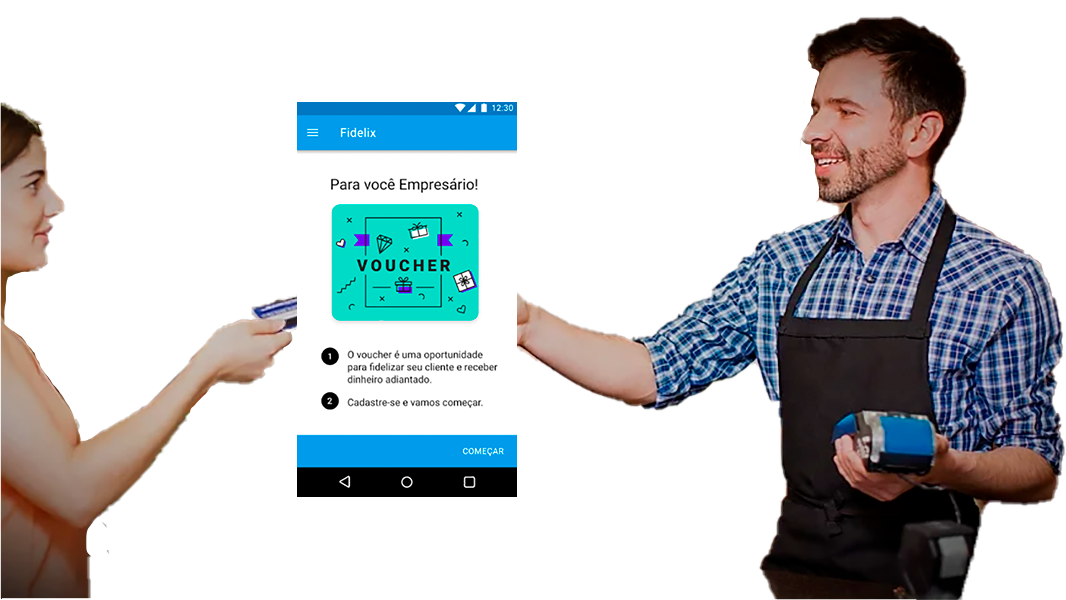 12:30
Fidelix
Para você Empresário!
VOUCHER
1 O voucher é uma oportunidade
para fidelizar seu cliente e receber
dinheiro adiantado.
2 Cadastre-se e vamos começar.
COMEÇAR